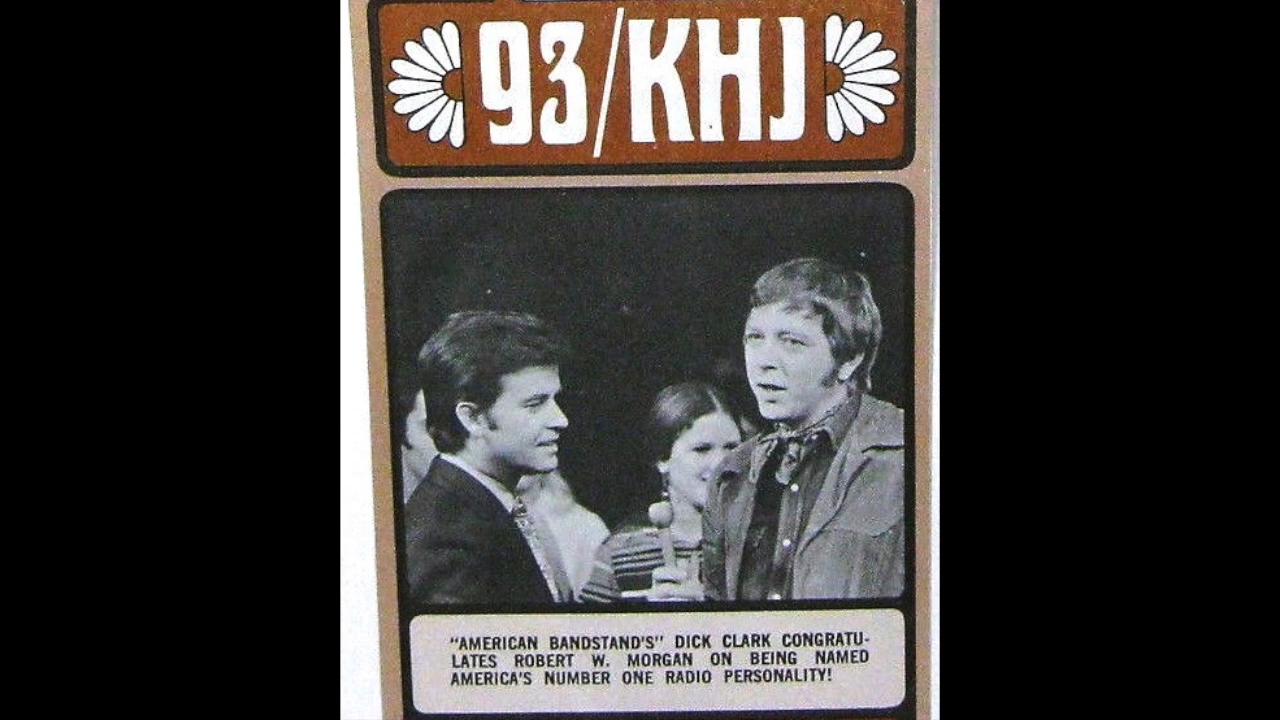 93/KHJ
"AMERICAN BANDSTAND'S" DICK CLARK CONGRATU-
LATES ROBERT W. MORGAN ON BEING NAMED
AMERICA'S NUMBER ONE RADIO PERSONALITY!